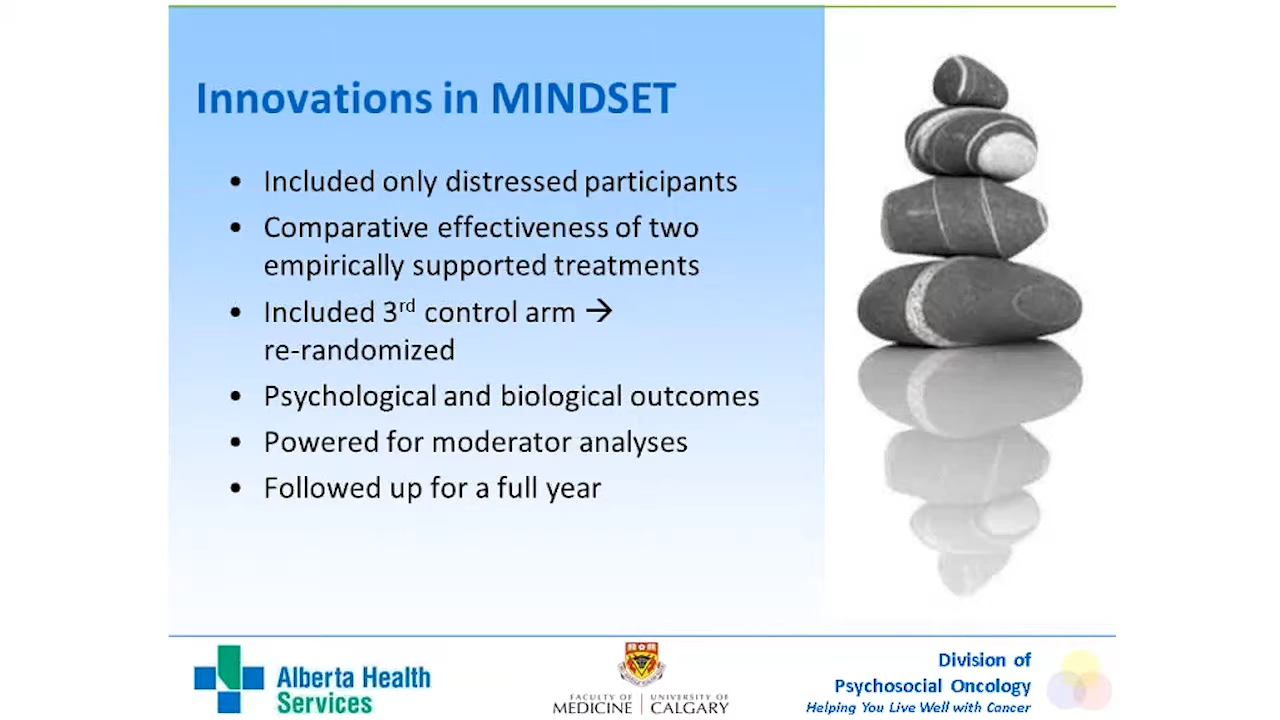 Innovations in MINDSET
• Included only distressed participants
• Comparative effectiveness of two
empirically supported treatments
• Included 3rd control arm →
re-randomized
• Psychological and biological outcomes
• Powered for moderator analyses
• Followed up for a full year
Alberta Health
Services
FACULTY OF | UNIVERSITY OF
MEDICINE | CALGARY
Division of
Psychosocial Oncology
Helping You Live Well with Cancer